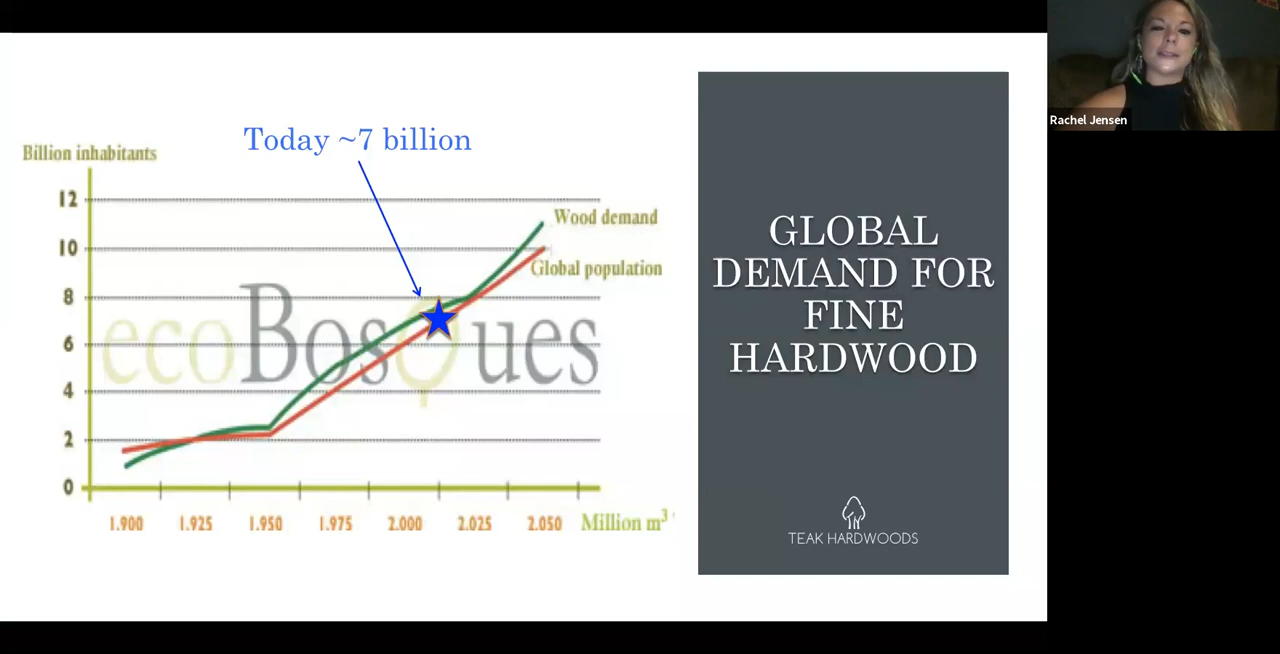 Today ~7 billion
Billion inhabitants
12
10
8
6
4
2
0
Wood demand
Global population
ecoBosques
1.900 1.925 1.950 1.975 2.000 2.025 2.050 Million m³
GLOBAL
DEMAND FOR
FINE
HARDWOOD
TEAK HARDWOODS
Rachel Jensen